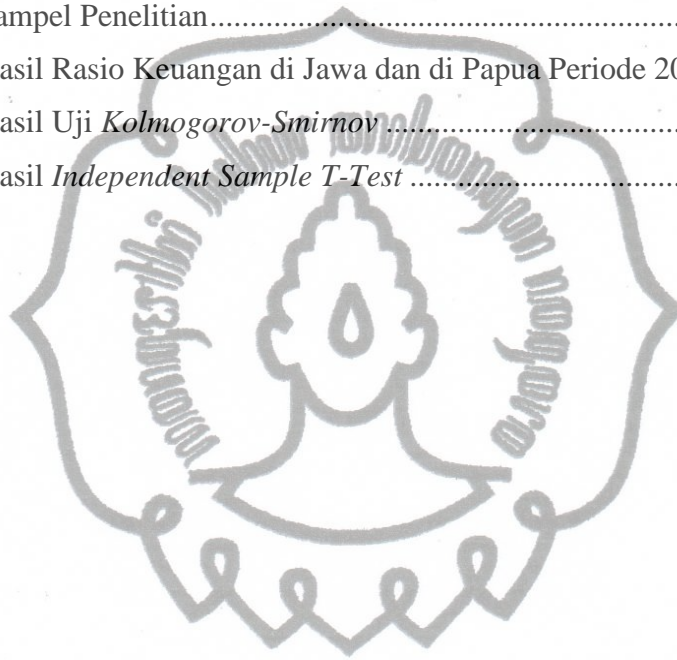 ampel Penelitian...........................................................
asil Rasio Keuangan di Jawa dan di Papua Periode 20
asil Uji Kolmogorov-Smirnov .....................................
asil Independent Sample T-Test ..................................